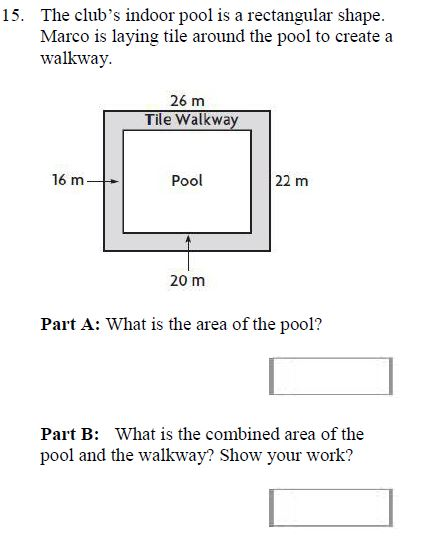 15. The club’s indoor pool is a rectangular shape.
Marco is laying tile around the pool to create a
walkway.
26 m
Tile Walkway
16 m
Pool
22 m
20 m
Part A: What is the area of the pool?
Part B: What is the combined area of the
pool and the walkway? Show your work?